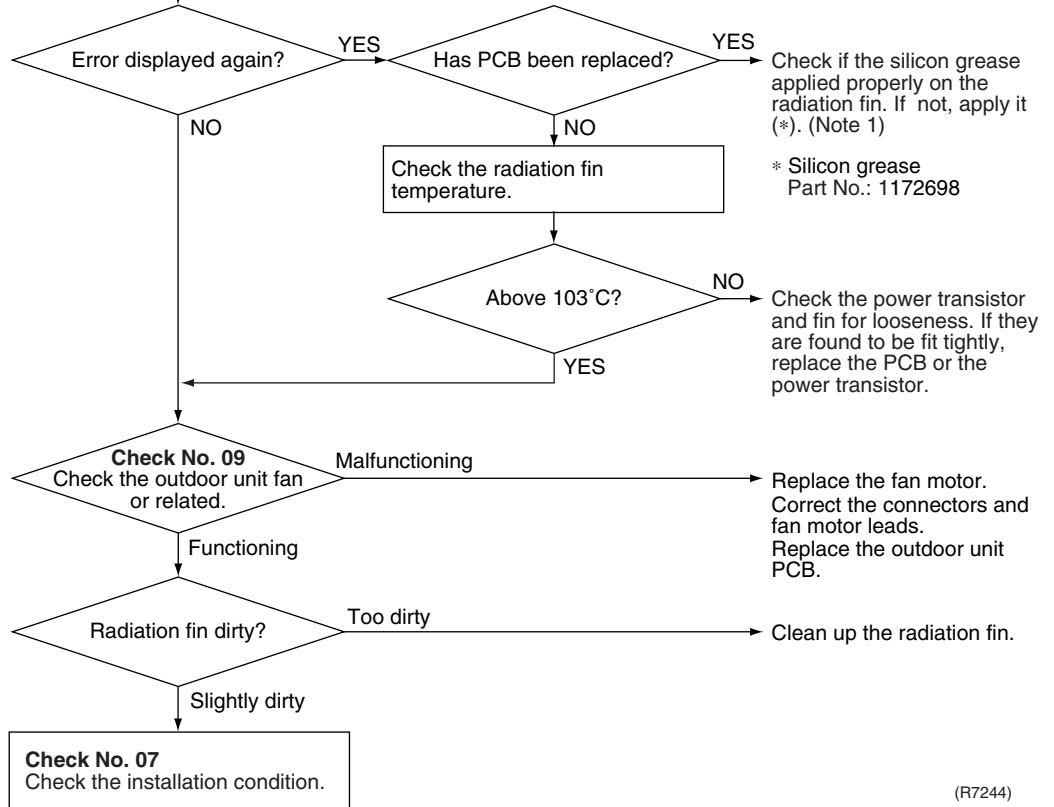 Error displayed again?
YES
Has PCB been replaced?
YES
Check if the silicon grease
applied properly on the
radiation fin. If  not, apply it
(*). (Note 1)
* Silicon grease
Part No.: 1172698
NO
NO
Check the radiation fin
temperature.
Above 103˚C?
NO
Check the power transistor
and fin for looseness. If they
are found to be fit tightly,
replace the PCB or the
power transistor.
YES
Check No. 09
Check the outdoor unit fan
or related.
Malfunctioning
Replace the fan motor.
Correct the connectors and
fan motor leads.
Replace the outdoor unit
PCB.
Functioning
Radiation fin dirty?
Too dirty
Clean up the radiation fin.
Slightly dirty
Check No. 07
Check the installation condition.
(R7244)